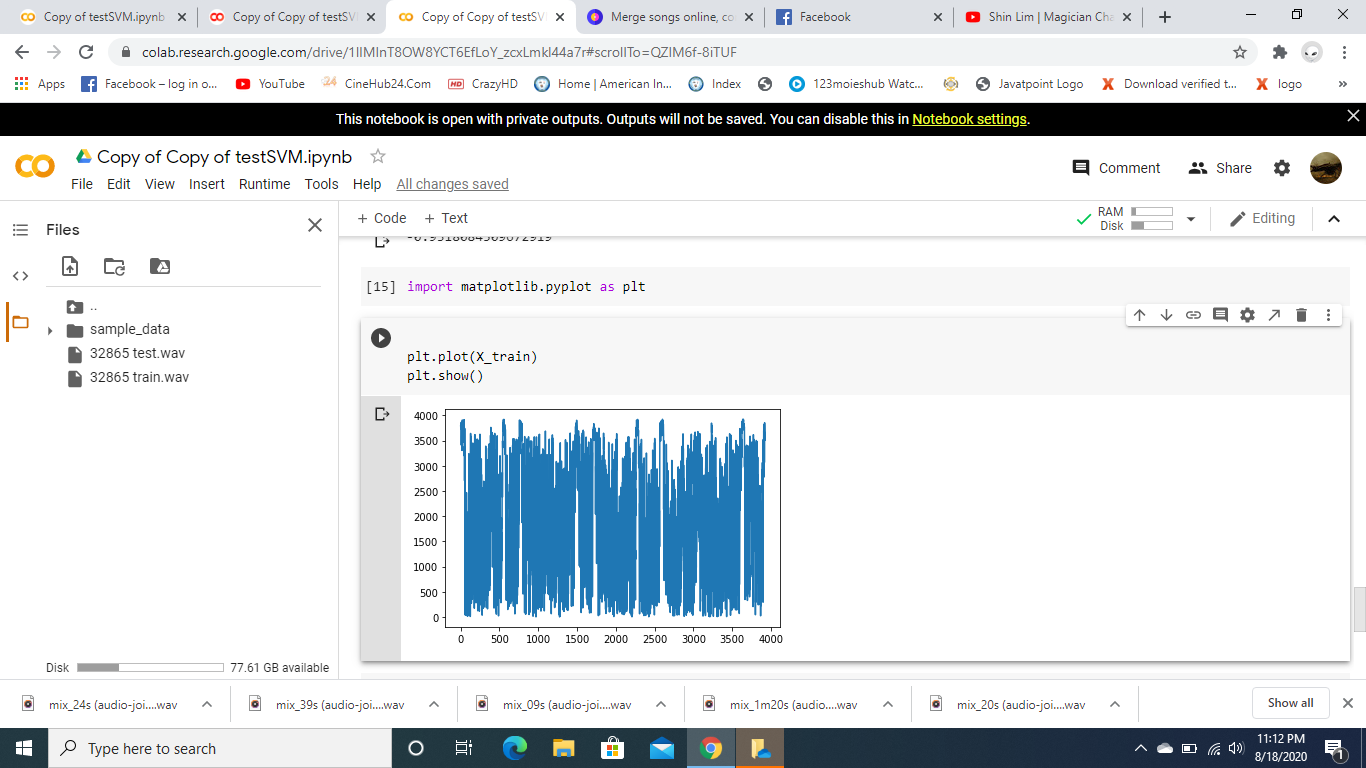 Copy of testSVM.ipynb
Copy of Copy of testSV
Copy of Copy of testSV
Merge songs online, co
Facebook
Shin Lim | Magician Cha
colab.research.google.com/drive/1IIMInT8OW8YCT6EfLoY_zcxLmkI44a7r#scrollTo=QZIM6f-8iTUF
Apps
Facebook – log in o...
YouTube
24
CineHub24.Com
HD
CrazyHD
Home | American In...
Index
123moieshub Watc...
Javatpoint Logo
X
Download verified t...
X
logo
»
This notebook is open with private outputs. Outputs will not be saved. You can disable this in Notebook settings.
Copy of Copy of testSVM.ipynb
File Edit View Insert Runtime Tools Help All changes saved
Comment
Share
+ Code + Text
RAM
Disk
Editing
Files
..
sample_data
32865 test.wav
32865 train.wav
Disk
77.61 GB available
-0.9518684569672919
[15] import matplotlib.pyplot as plt
plt.plot(X_train)
plt.show()
4000
3500
3000
2500
2000
1500
1000
500
0
0 500 1000 1500 2000 2500 3000 3500 4000
mix_24s (audio-joi....wav
mix_39s (audio-joi....wav
mix_09s (audio-joi....wav
mix_1m20s (audio....wav
mix_20s (audio-joi....wav
Show all
Type here to search
11:12 PM
8/18/2020
1